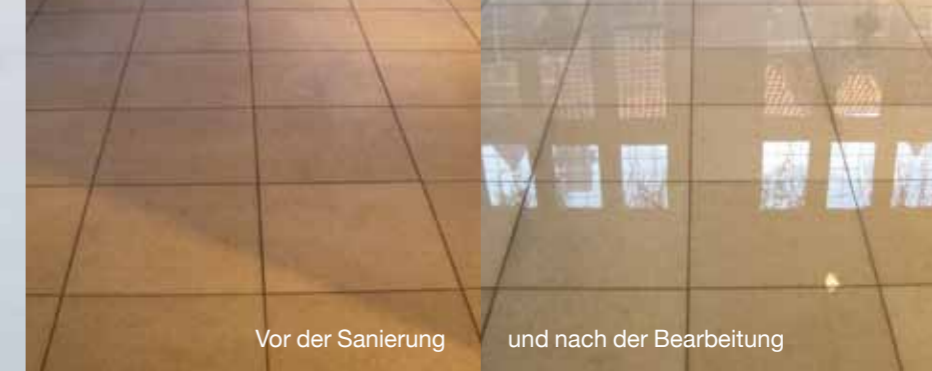 Vor der Sanierung
und nach der Bearbeitung